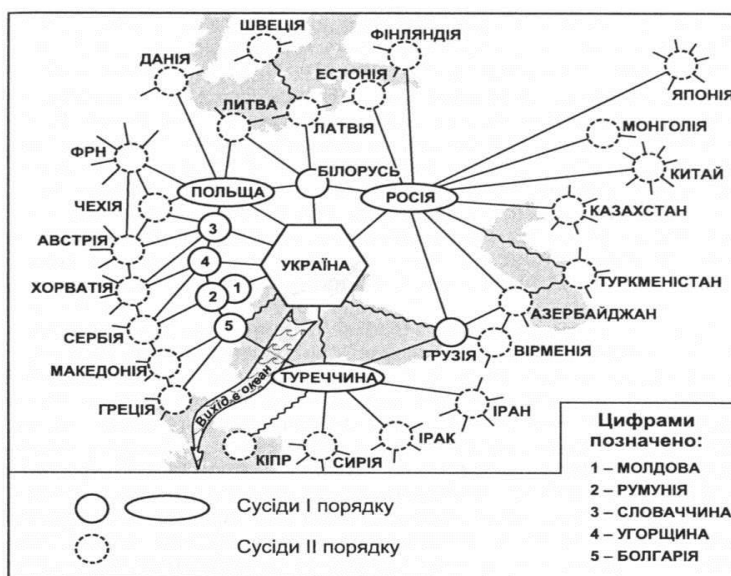 ШВЕЦІЯ
ФІНЛЯНДІЯ
ДАНІЯ
ЕСТОНІЯ
ЯПОНІЯ
ЛИТВА
ЛАТВІЯ
МОНГОЛІЯ
ФРН
БІЛОРУСЬ
КИТАЙ
ПОЛЬЩА
РОСІЯ
ЧЕХІЯ
КАЗАХСТАН
3
АВСТРІЯ
УКРАЇНА
4
ТУРКМЕНІСТАН
ХОРВАТІЯ
1
2
АЗЕРБАЙДЖАН
5
СЕРБІЯ
ГРУЗІЯ
ВІРМЕНІЯ
МАКЕДОНІЯ
ТУРЕЧЧИНА
ГРЕЦІЯ
Вихід в океан
ІРАН
ІРАК
КІПР
СИРІЯ
Цифрами
позначено:
1 – МОЛДОВА
2 – РУМУНІЯ
3 – СЛОВАЧЧИНА
4 – УГОРЩИНА
5 – БОЛГАРІЯ
Сусіди І порядку
Сусіди ІІ порядку